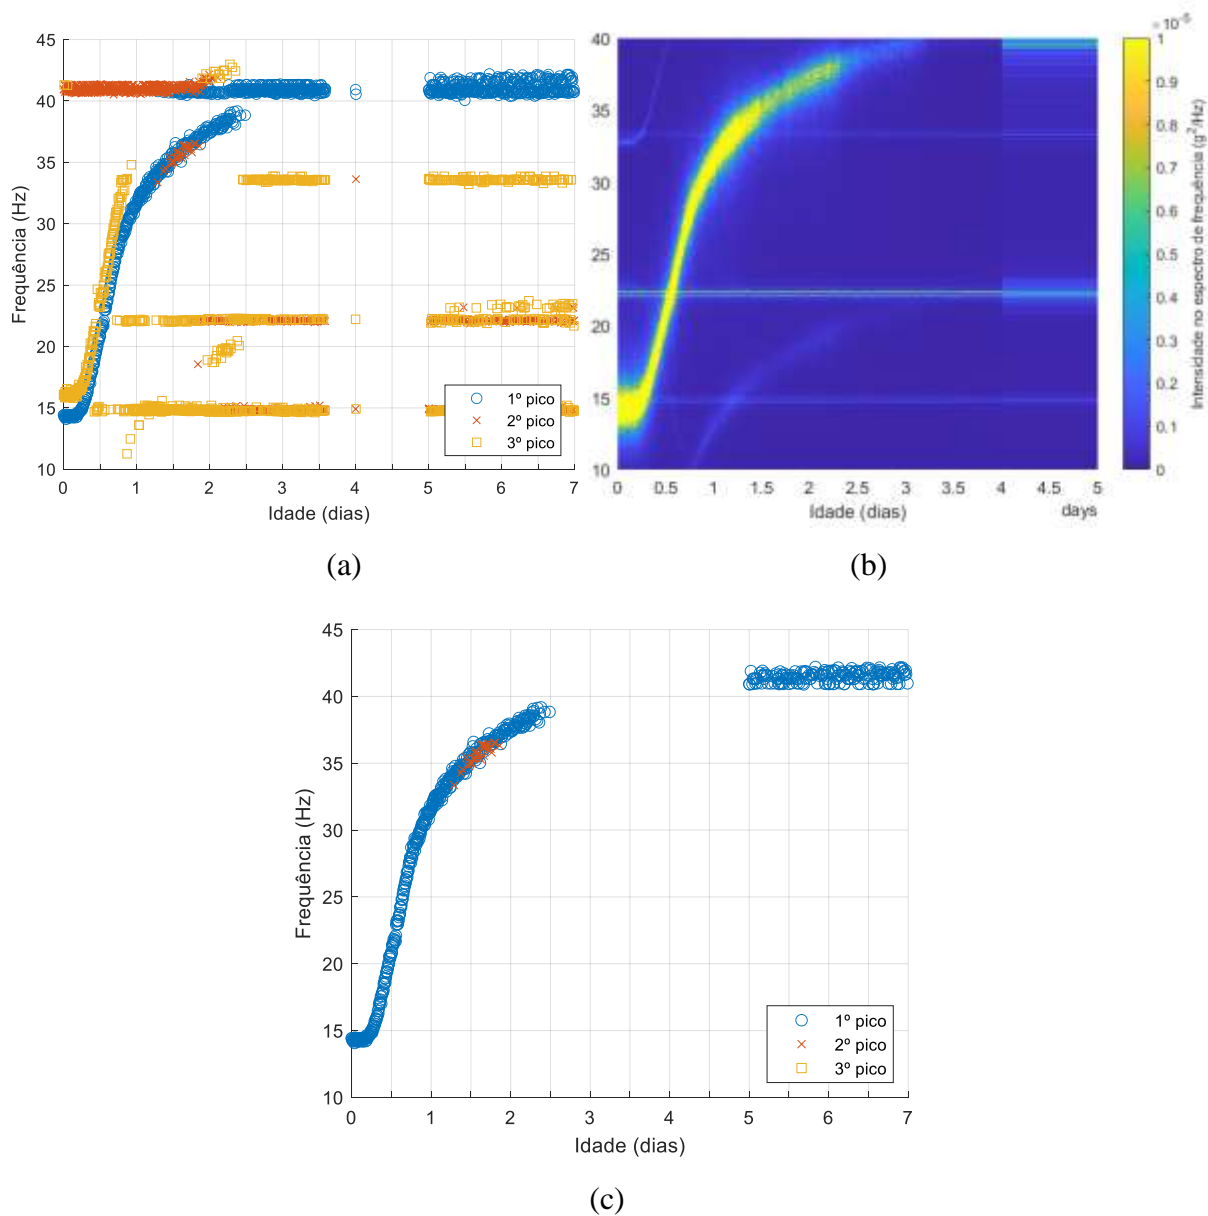 45
40
35
30
25
20
15
10
Frequência (Hz)
0 1 2 3 4 5 6 7
Idade (dias)
1º pico
2º pico
3º pico
(a)
40
35
30
25
20
15
10
0 0.5 1 1.5 2 2.5 3 3.5 4 4.5 5
Idade (dias)
days
×10⁻⁵
1
0.9
0.8
0.7
0.6
0.5
0.4
0.3
0.2
0.1
0
Intensidade no espectro de frequência (g²/Hz)
(b)
45
40
35
30
25
20
15
10
Frequência (Hz)
0 1 2 3 4 5 6 7
Idade (dias)
1º pico
2º pico
3º pico
(c)